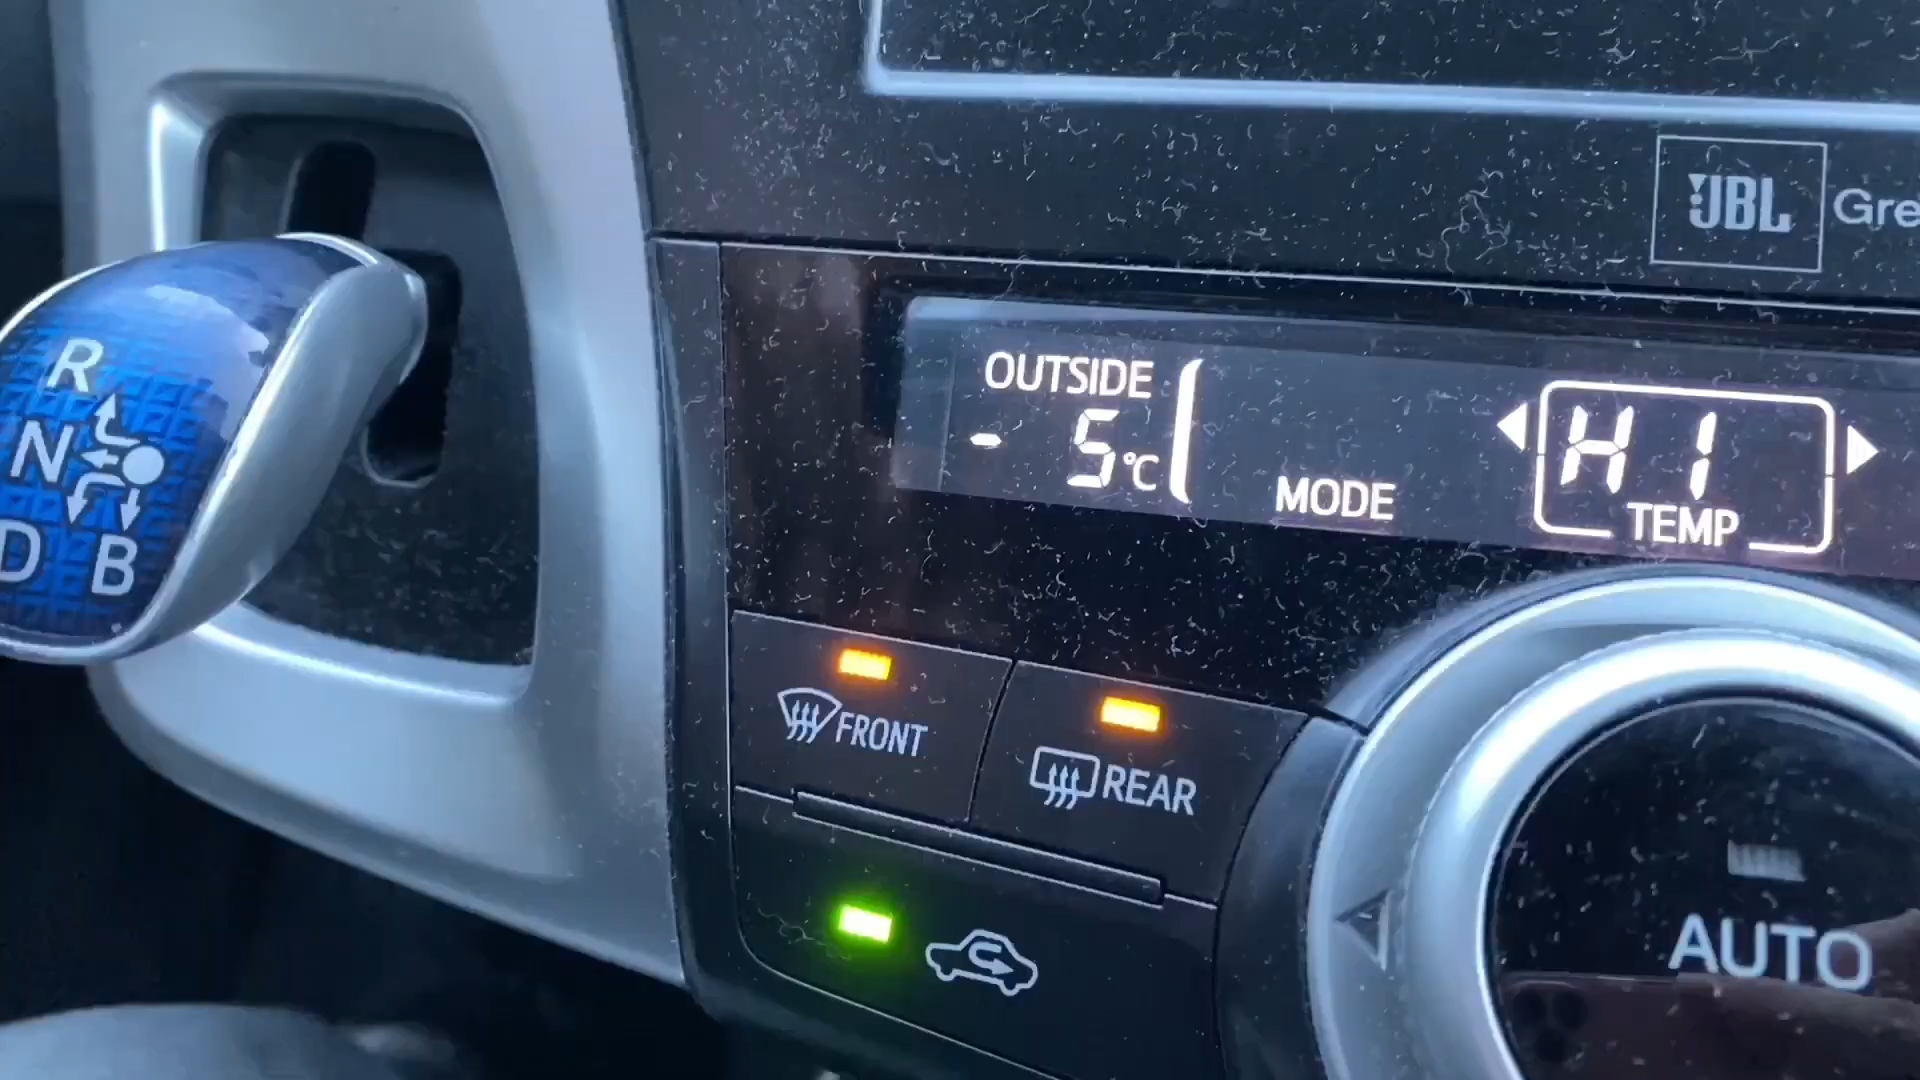 JBL Gre
OUTSIDE
- 5°C
MODE
HI
TEMP
R
N
D B
FRONT
REAR
AUTO